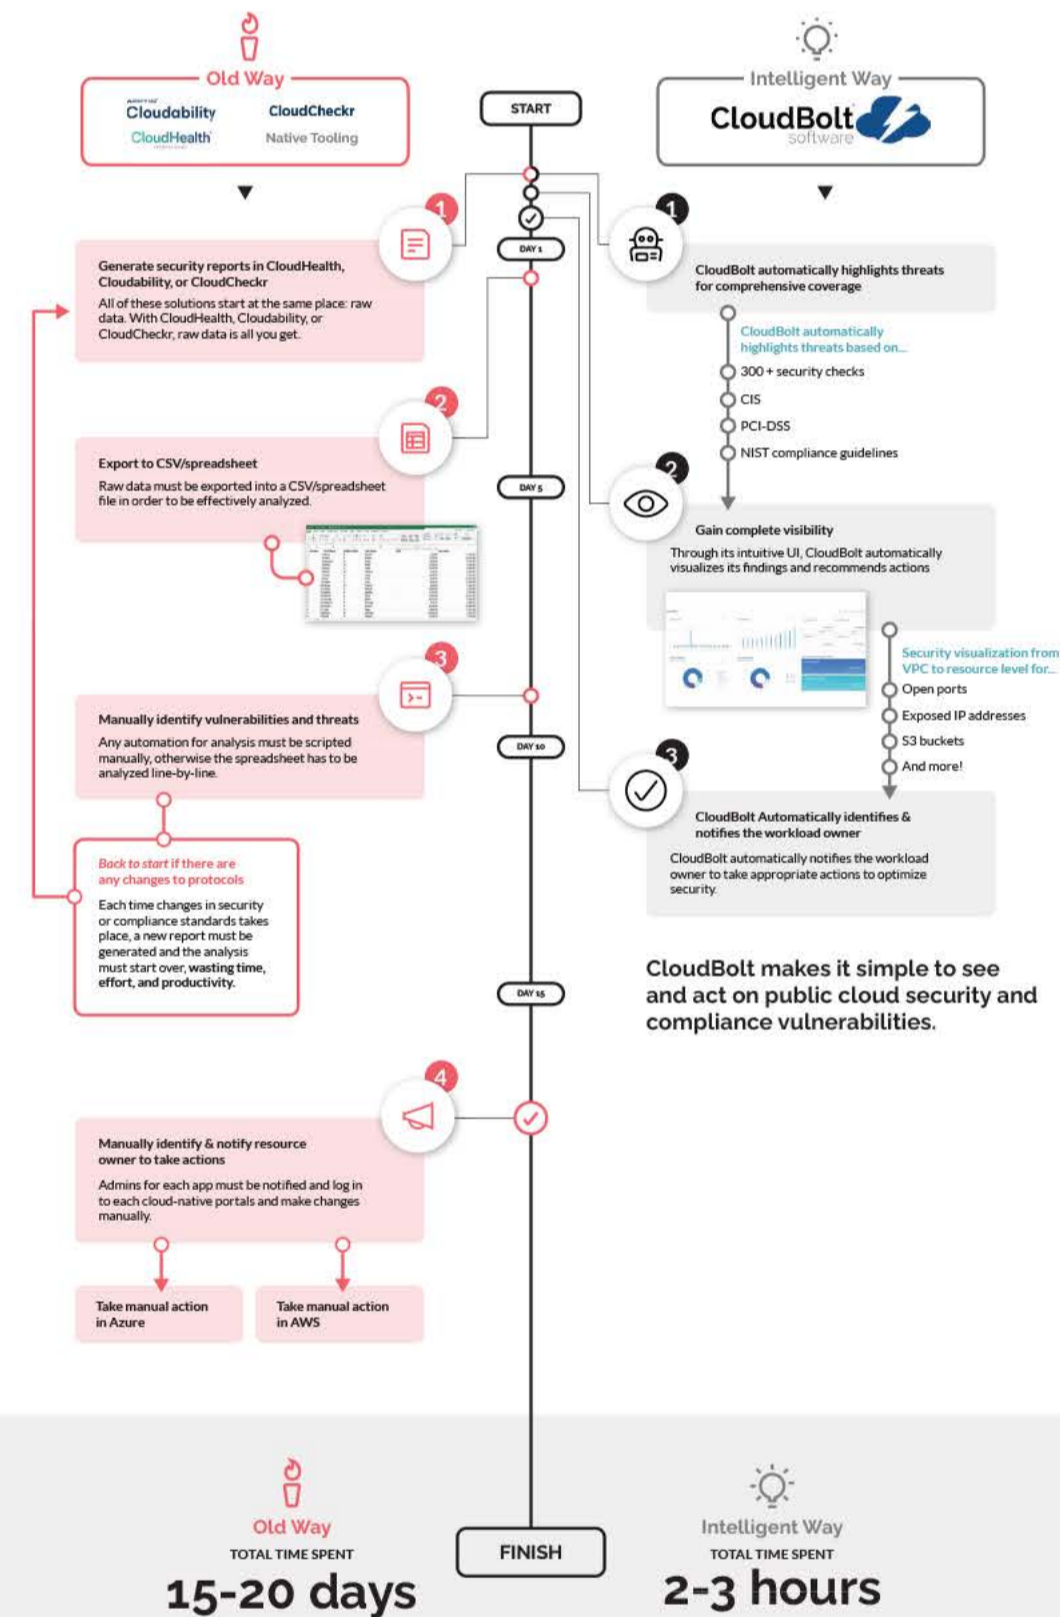 Old Way
Cloudability
CloudCheckr
CloudHealth
Native Tooling
START
Intelligent Way
CloudBolt
software
1
Generate security reports in CloudHealth,
Cloudability, or CloudCheckr
All of these solutions start at the same place: raw
data. With CloudHealth, Cloudability, or
CloudCheckr, raw data is all you get.
2
Export to CSV/spreadsheet
Raw data must be exported into a CSV/spreadsheet
file in order to be effectively analyzed.
3
Manually identify vulnerabilities and threats
Any automation for analysis must be scripted
manually, otherwise the spreadsheet has to be
analyzed line-by-line.
Back to start if there are
any changes to protocols
Each time changes in security
or compliance standards takes
place, a new report must be
generated and the analysis
must start over, wasting time,
effort, and productivity.
4
Manually identify & notify resource
owner to take actions
Admins for each app must be notified and log in
to each cloud-native portals and make changes
manually.
Take manual action
in Azure
Take manual action
in AWS
DAY 1
DAY 5
DAY 10
DAY 15
1
CloudBolt automatically highlights threats
for comprehensive coverage
CloudBolt automatically
highlights threats based on...
300 + security checks
CIS
PCI-DSS
NIST compliance guidelines
2
Gain complete visibility
Through its intuitive UI, CloudBolt automatically
visualizes its findings and recommends actions
Security visualization from
VPC to resource level for...
Open ports
Exposed IP addresses
S3 buckets
And more!
3
CloudBolt Automatically identifies &
notifies the workload owner
CloudBolt automatically notifies the workload
owner to take appropriate actions to optimize
security.
CloudBolt makes it simple to see
and act on public cloud security and
compliance vulnerabilities.
Old Way
TOTAL TIME SPENT
15-20 days
FINISH
Intelligent Way
TOTAL TIME SPENT
2-3 hours